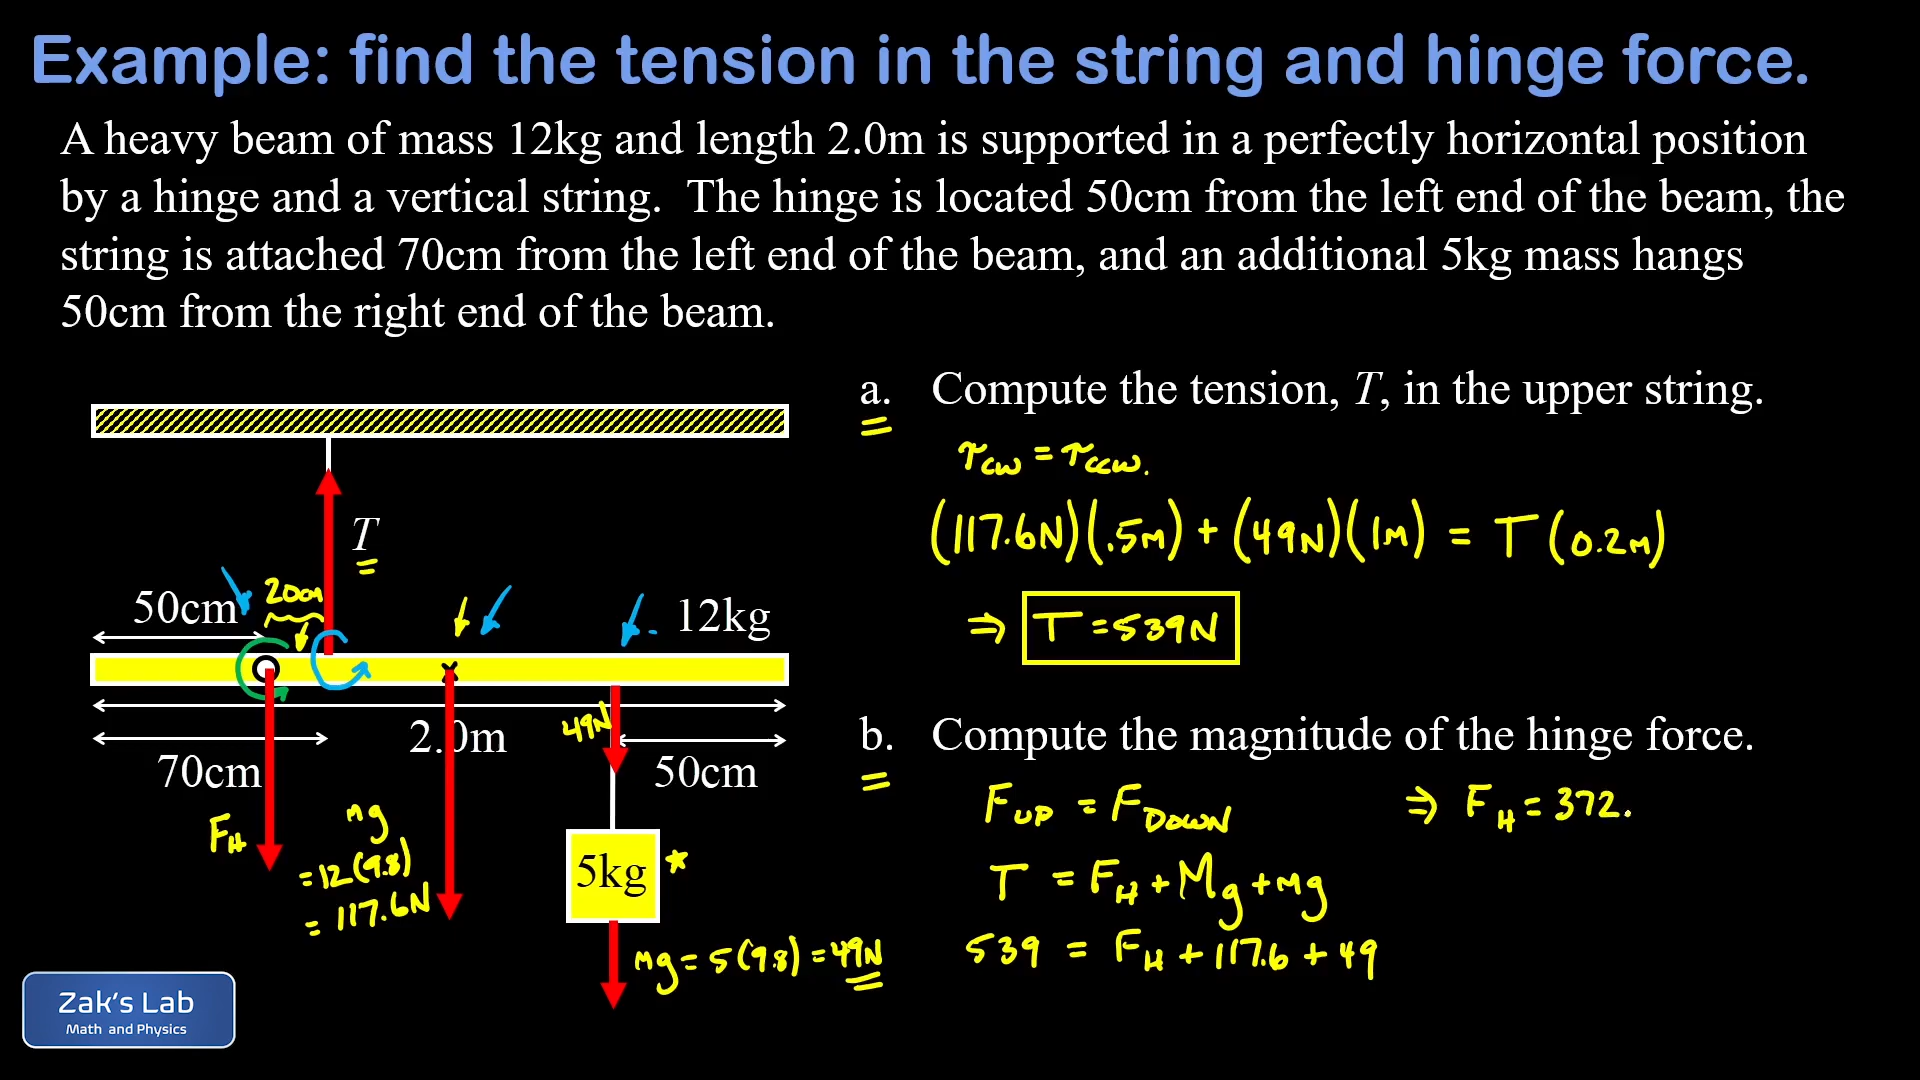 Example: find the tension in the string and hinge force.
A heavy beam of mass 12kg and length 2.0m is supported in a perfectly horizontal position
by a hinge and a vertical string. The hinge is located 50cm from the left end of the beam, the
string is attached 70cm from the left end of the beam, and an additional 5kg mass hangs
50cm from the right end of the beam.
T
20cm
50cm
12kg
2.0m
49N
70cm
50cm
F_H
mg
=12(9.8)
= 117.6N
5kg *
mg = 5(9.8) = 49N
a. Compute the tension, T, in the upper string.
τcw = τccw.
(117.6N)(.5m) + (49N)(1m) = T(0.2m)
⇒ T = 539N
b. Compute the magnitude of the hinge force.
F_UP = F_DOWN ⇒ F_H = 372.
T = F_H + Mg + mg
539 = F_H + 117.6 + 49
Zak's Lab
Math and Physics